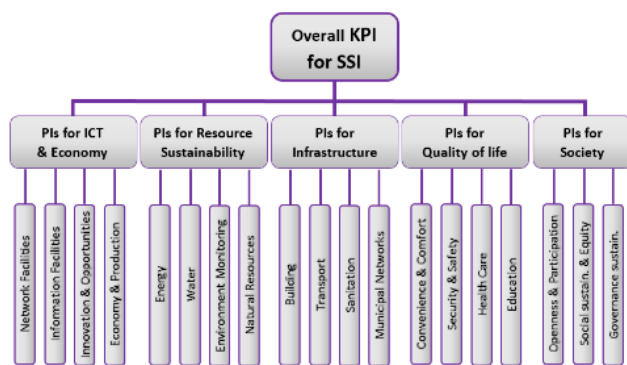 Overall KPI
for SSI
PIs for ICT
& Economy
PIs for Resource
Sustainability
PIs for
Infrastructure
PIs for
Quality of life
PIs for
Society
Network Facilities
Information Facilities
Innovation & Opportunities
Economy & Production
Energy
Water
Environment Monitoring
Natural Resources
Building
Transport
Sanitation
Municipal Networks
Convenience & Comfort
Security & Safety
Health Care
Education
Openness & Participation
Social sustain. & Equity
Governance sustain.